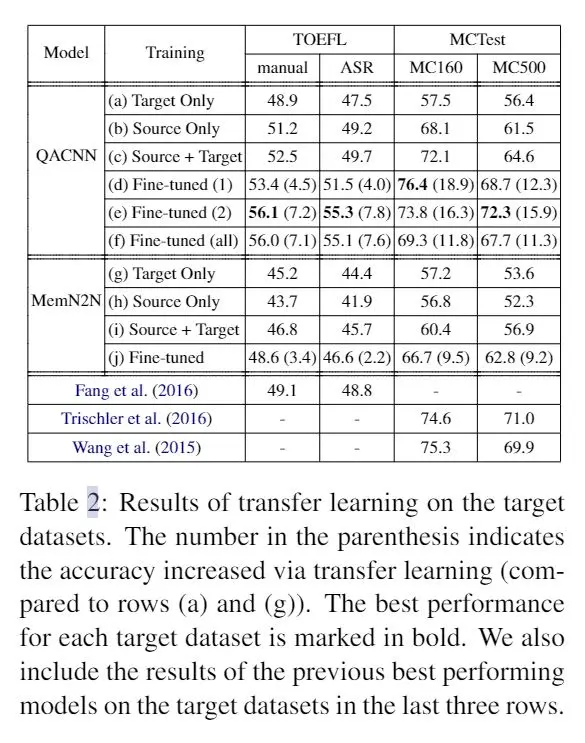 Model Training TOEFL MCTest
manual ASR MC160 MC500
QACNN
(a) Target Only 48.9 47.5 57.5 56.4
(b) Source Only 51.2 49.2 68.1 61.5
(c) Source + Target 52.5 49.7 72.1 64.6
(d) Fine-tuned (1) 53.4 (4.5) 51.5 (4.0) 76.4 (18.9) 68.7 (12.3)
(e) Fine-tuned (2) 56.1 (7.2) 55.3 (7.8) 73.8 (16.3) 72.3 (15.9)
(f) Fine-tuned (all) 56.0 (7.1) 55.1 (7.6) 69.3 (11.8) 67.7 (11.3)
MemN2N
(g) Target Only 45.2 44.4 57.2 53.6
(h) Source Only 43.7 41.9 56.8 52.3
(i) Source + Target 46.8 45.7 60.4 56.9
(j) Fine-tuned 48.6 (3.4) 46.6 (2.2) 66.7 (9.5) 62.8 (9.2)
Fang et al. (2016) 49.1 48.8 - -
Trischler et al. (2016) - - 74.6 71.0
Wang et al. (2015) - - 75.3 69.9
Table 2: Results of transfer learning on the target
datasets. The number in the parenthesis indicates
the accuracy increased via transfer learning (com-
pared to rows (a) and (g)). The best performance
for each target dataset is marked in bold. We also
include the results of the previous best performing
models on the target datasets in the last three rows.